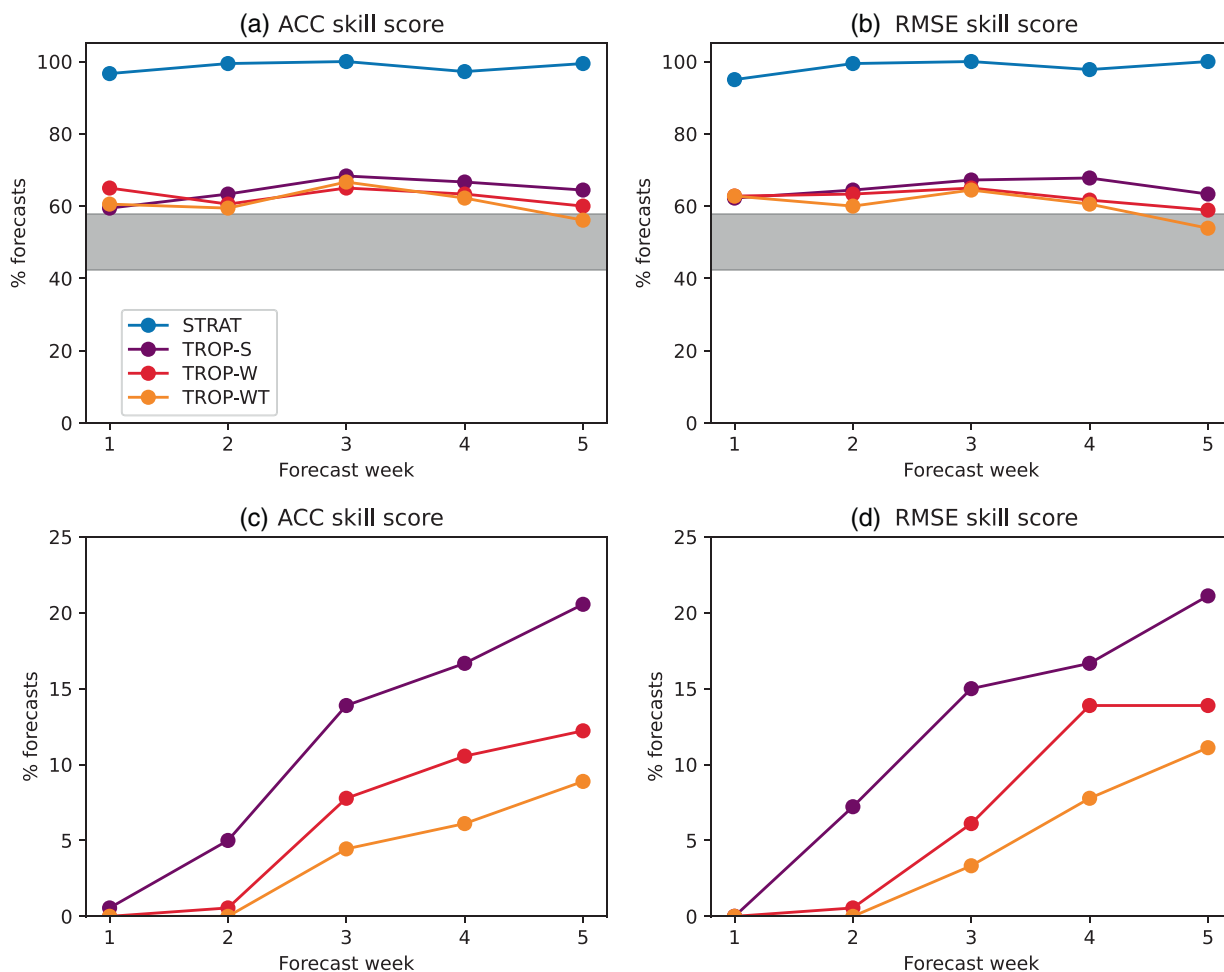 (a) ACC skill score
100
80
60
40
20
0
% forecasts
STRAT
TROP-S
TROP-W
TROP-WT
1 2 3 4 5
Forecast week
(b) RMSE skill score
100
80
60
40
20
0
% forecasts
1 2 3 4 5
Forecast week
(c) ACC skill score
25
20
15
10
5
0
% forecasts
1 2 3 4 5
Forecast week
(d) RMSE skill score
25
20
15
10
5
0
% forecasts
1 2 3 4 5
Forecast week